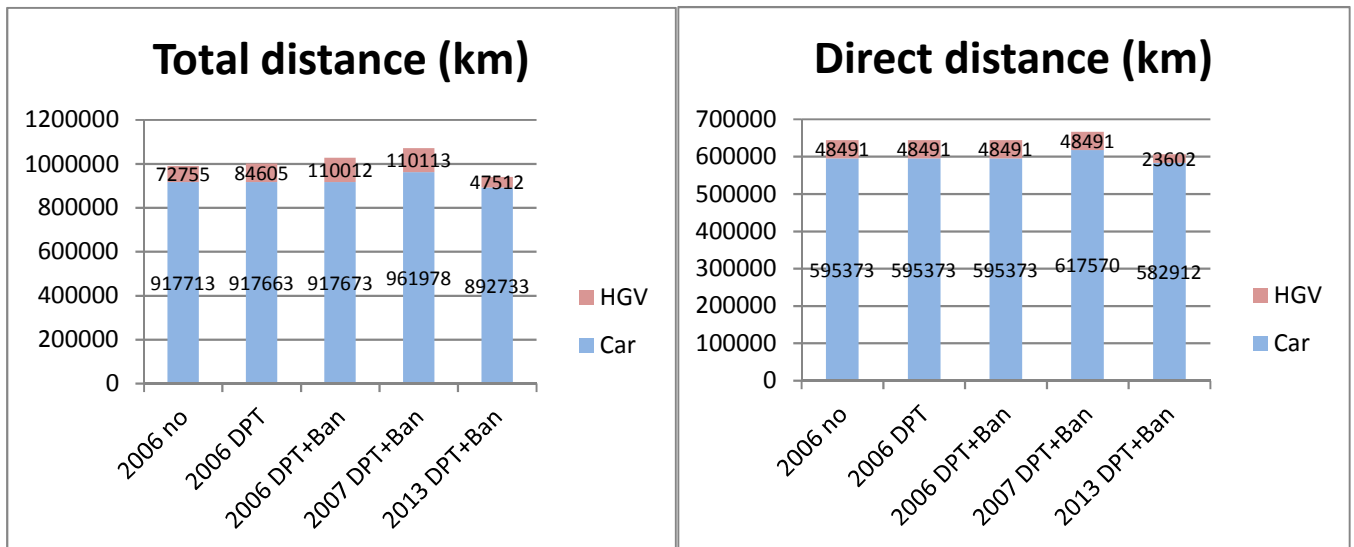 Total distance (km)
1200000
1000000
800000
600000
400000
200000
0
72755
84605
110012
110113
47512
917713
917663
917673
961978
892733
HGV
Car
2006 no
2006 DPT
2006 DPT+Ban
2007 DPT+Ban
2013 DPT+Ban
Direct distance (km)
700000
600000
500000
400000
300000
200000
100000
0
48491
48491
48491
48491
23602
595373
595373
595373
617570
582912
HGV
Car
2006 no
2006 DPT
2006 DPT+Ban
2007 DPT+Ban
2013 DPT+Ban